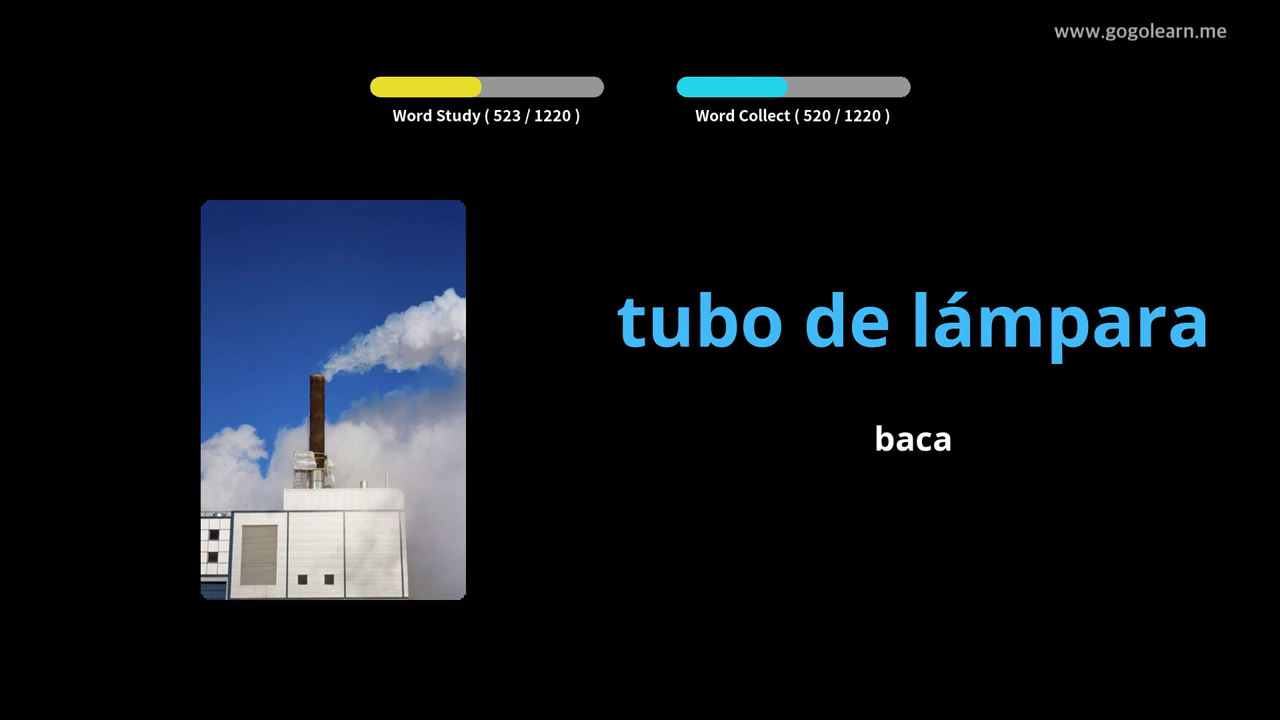 www.gogolearn.me
Word Study ( 523 / 1220 )
Word Collect ( 520 / 1220 )
tubo de lámpara
baca